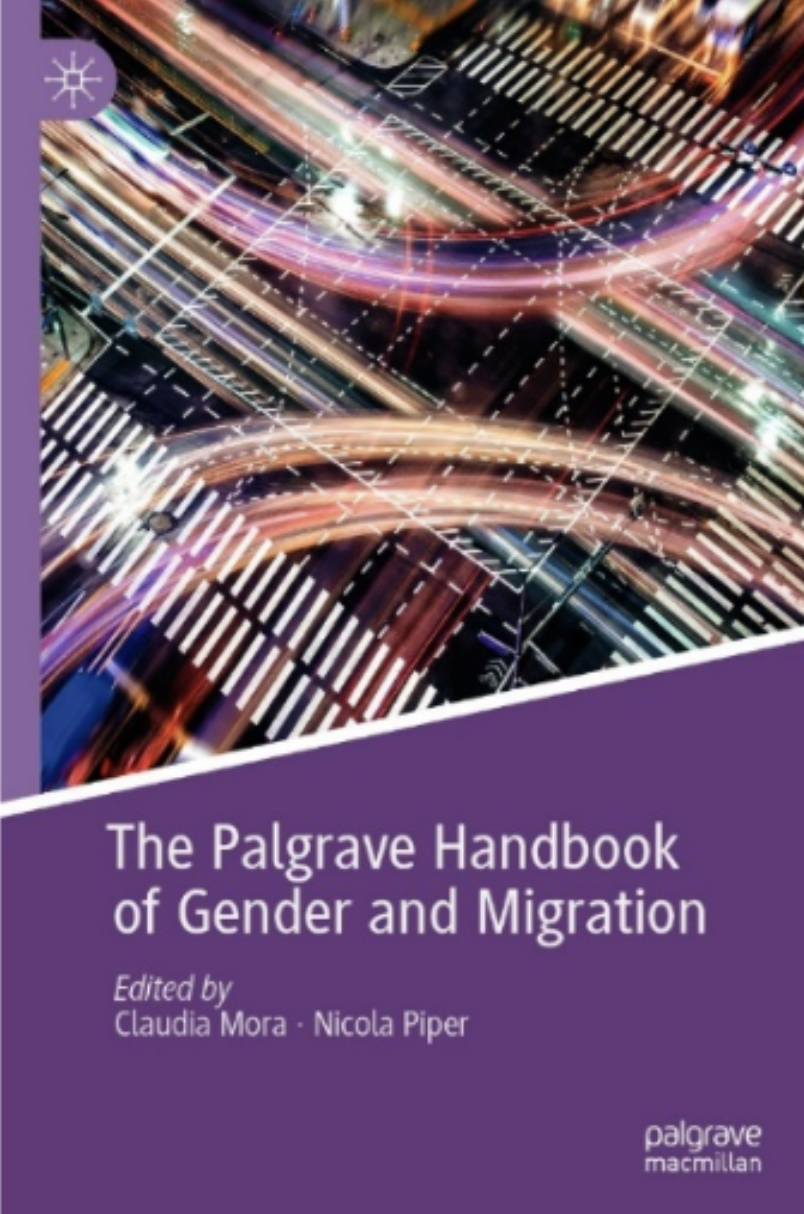 The Palgrave Handbook
of Gender and Migration
Edited by
Claudia Mora · Nicola Piper
palgrave
macmillan